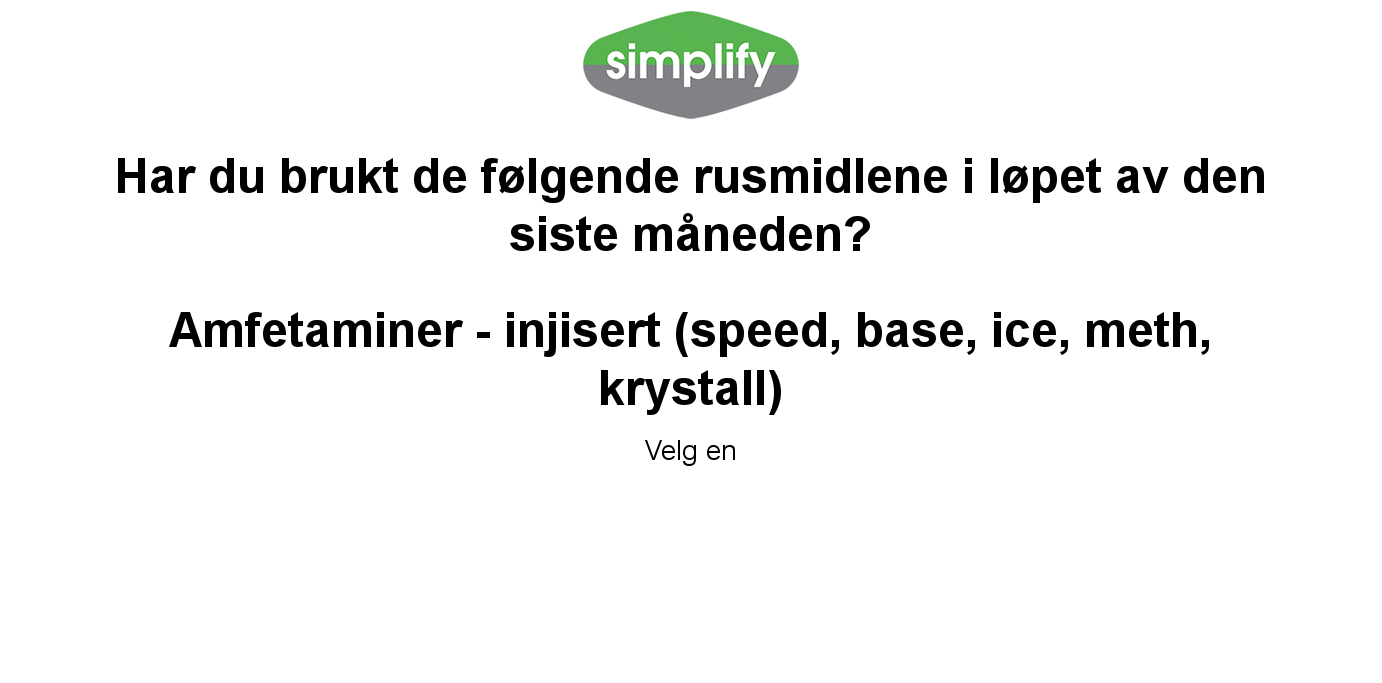 simplify
Har du brukt de følgende rusmidlene i løpet av den
siste måneden?
Amfetaminer - injisert (speed, base, ice, meth,
krystall)
Velg en